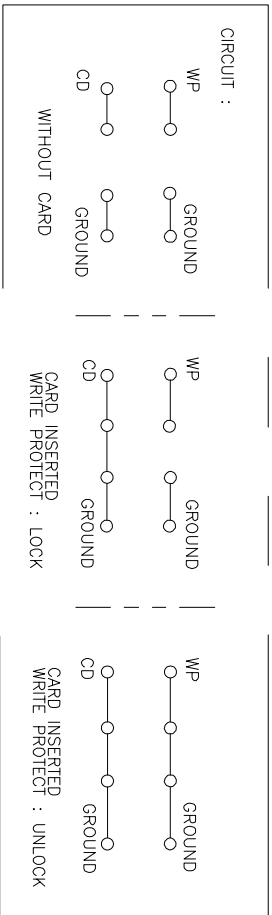 CIRCUIT :
WP GROUND
CD GROUND
WITHOUT CARD
WP GROUND
CD GROUND
CARD INSERTED
WRITE PROTECT : LOCK
WP GROUND
CD GROUND
CARD INSERTED
WRITE PROTECT : UNLOCK